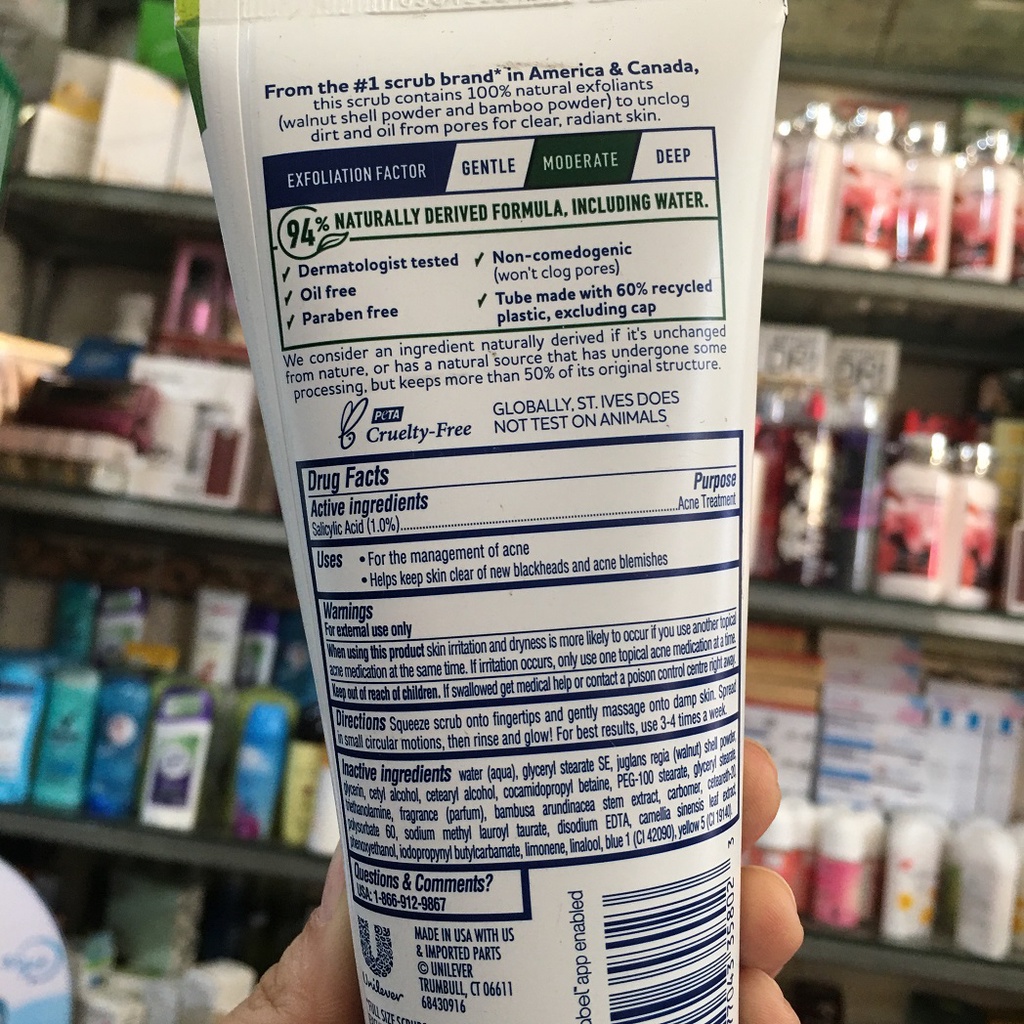 From the #1 scrub brand* in America & Canada,
this scrub contains 100% natural exfoliants
(walnut shell powder and bamboo powder) to unclog
dirt and oil from pores for clear, radiant skin.
EXFOLIATION FACTOR GENTLE MODERATE DEEP
94% NATURALLY DERIVED FORMULA, INCLUDING WATER.
✓ Dermatologist tested ✓ Non-comedogenic
(won't clog pores)
✓ Oil free
✓ Tube made with 60% recycled
✓ Paraben free plastic, excluding cap
We consider an ingredient naturally derived if it's unchanged
from nature, or has a natural source that has undergone some
processing, but keeps more than 50% of its original structure.
PETA
Cruelty-Free
GLOBALLY, ST. IVES DOES
NOT TEST ON ANIMALS
Drug Facts
Active ingredients Purpose
Salicylic Acid (1.0%)..........Acne Treatment
Uses • For the management of acne
• Helps keep skin clear of new blackheads and acne blemishes
Warnings
For external use only
When using this product skin irritation and dryness is more likely to occur if you use another topical
acne medication at the same time. If irritation occurs, only use one topical acne medication at a time.
Keep out of reach of children. If swallowed get medical help or contact a poison control centre right away.
Directions Squeeze scrub onto fingertips and gently massage onto damp skin. Spread
in small circular motions, then rinse and glow! For best results, use 3-4 times a week.
Inactive ingredients water (aqua), glyceryl stearate SE, juglans regia (walnut) shell powder,
glycerin, cetyl alcohol, cetearyl alcohol, cocamidopropyl betaine, PEG-100 stearate, glyceryl stearate,
triethanolamine, fragrance (parfum), bambusa arundinacea stem extract, carbomer, ceteareth-20,
polysorbate 60, sodium methyl lauroyl taurate, disodium EDTA, camellia sinensis leaf extract,
phenoxyethanol, iodopropynyl butylcarbamate, limonene, linalool, blue 1 (CI 42090), yellow 5 (CI 19140).
Questions & Comments?
USA: 1-866-912-9867
Unilever
MADE IN USA WITH US
& IMPORTED PARTS
© UNILEVER
TRUMBULL, CT 06611
68430916
app enabled
35802 3